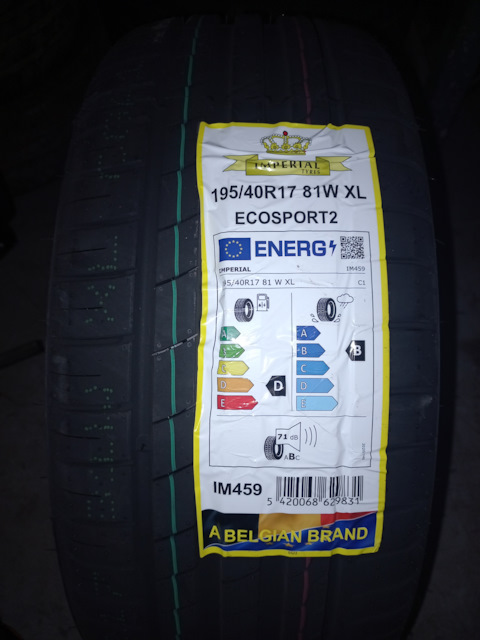 IMPERIAL
TYRES
195/40R17 81W XL
ECOSPORT2
ENERG
IMPERIAL IM459
195/40R17 81 W XL C1
A A
B B B
C C
D D D
E E
71 dB
ABC
IM459
5 420068 629831
A BELGIAN BRAND